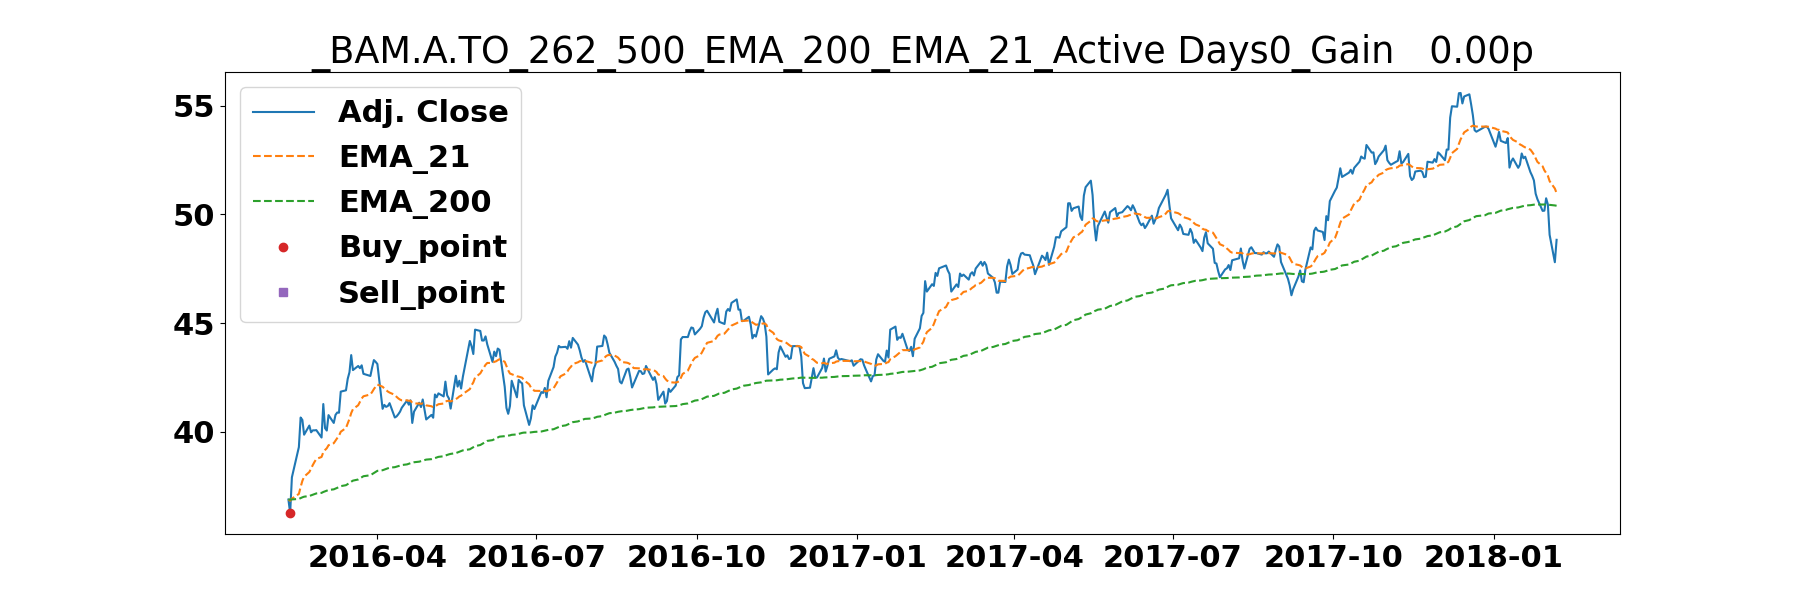 _BAM.A.TO_262_500_EMA_200_EMA_21_Active Days0_Gain   0.00p
55
50
45
40
Adj. Close
EMA_21
EMA_200
Buy_point
Sell_point
2016-04 2016-07 2016-10 2017-01 2017-04 2017-07 2017-10 2018-01